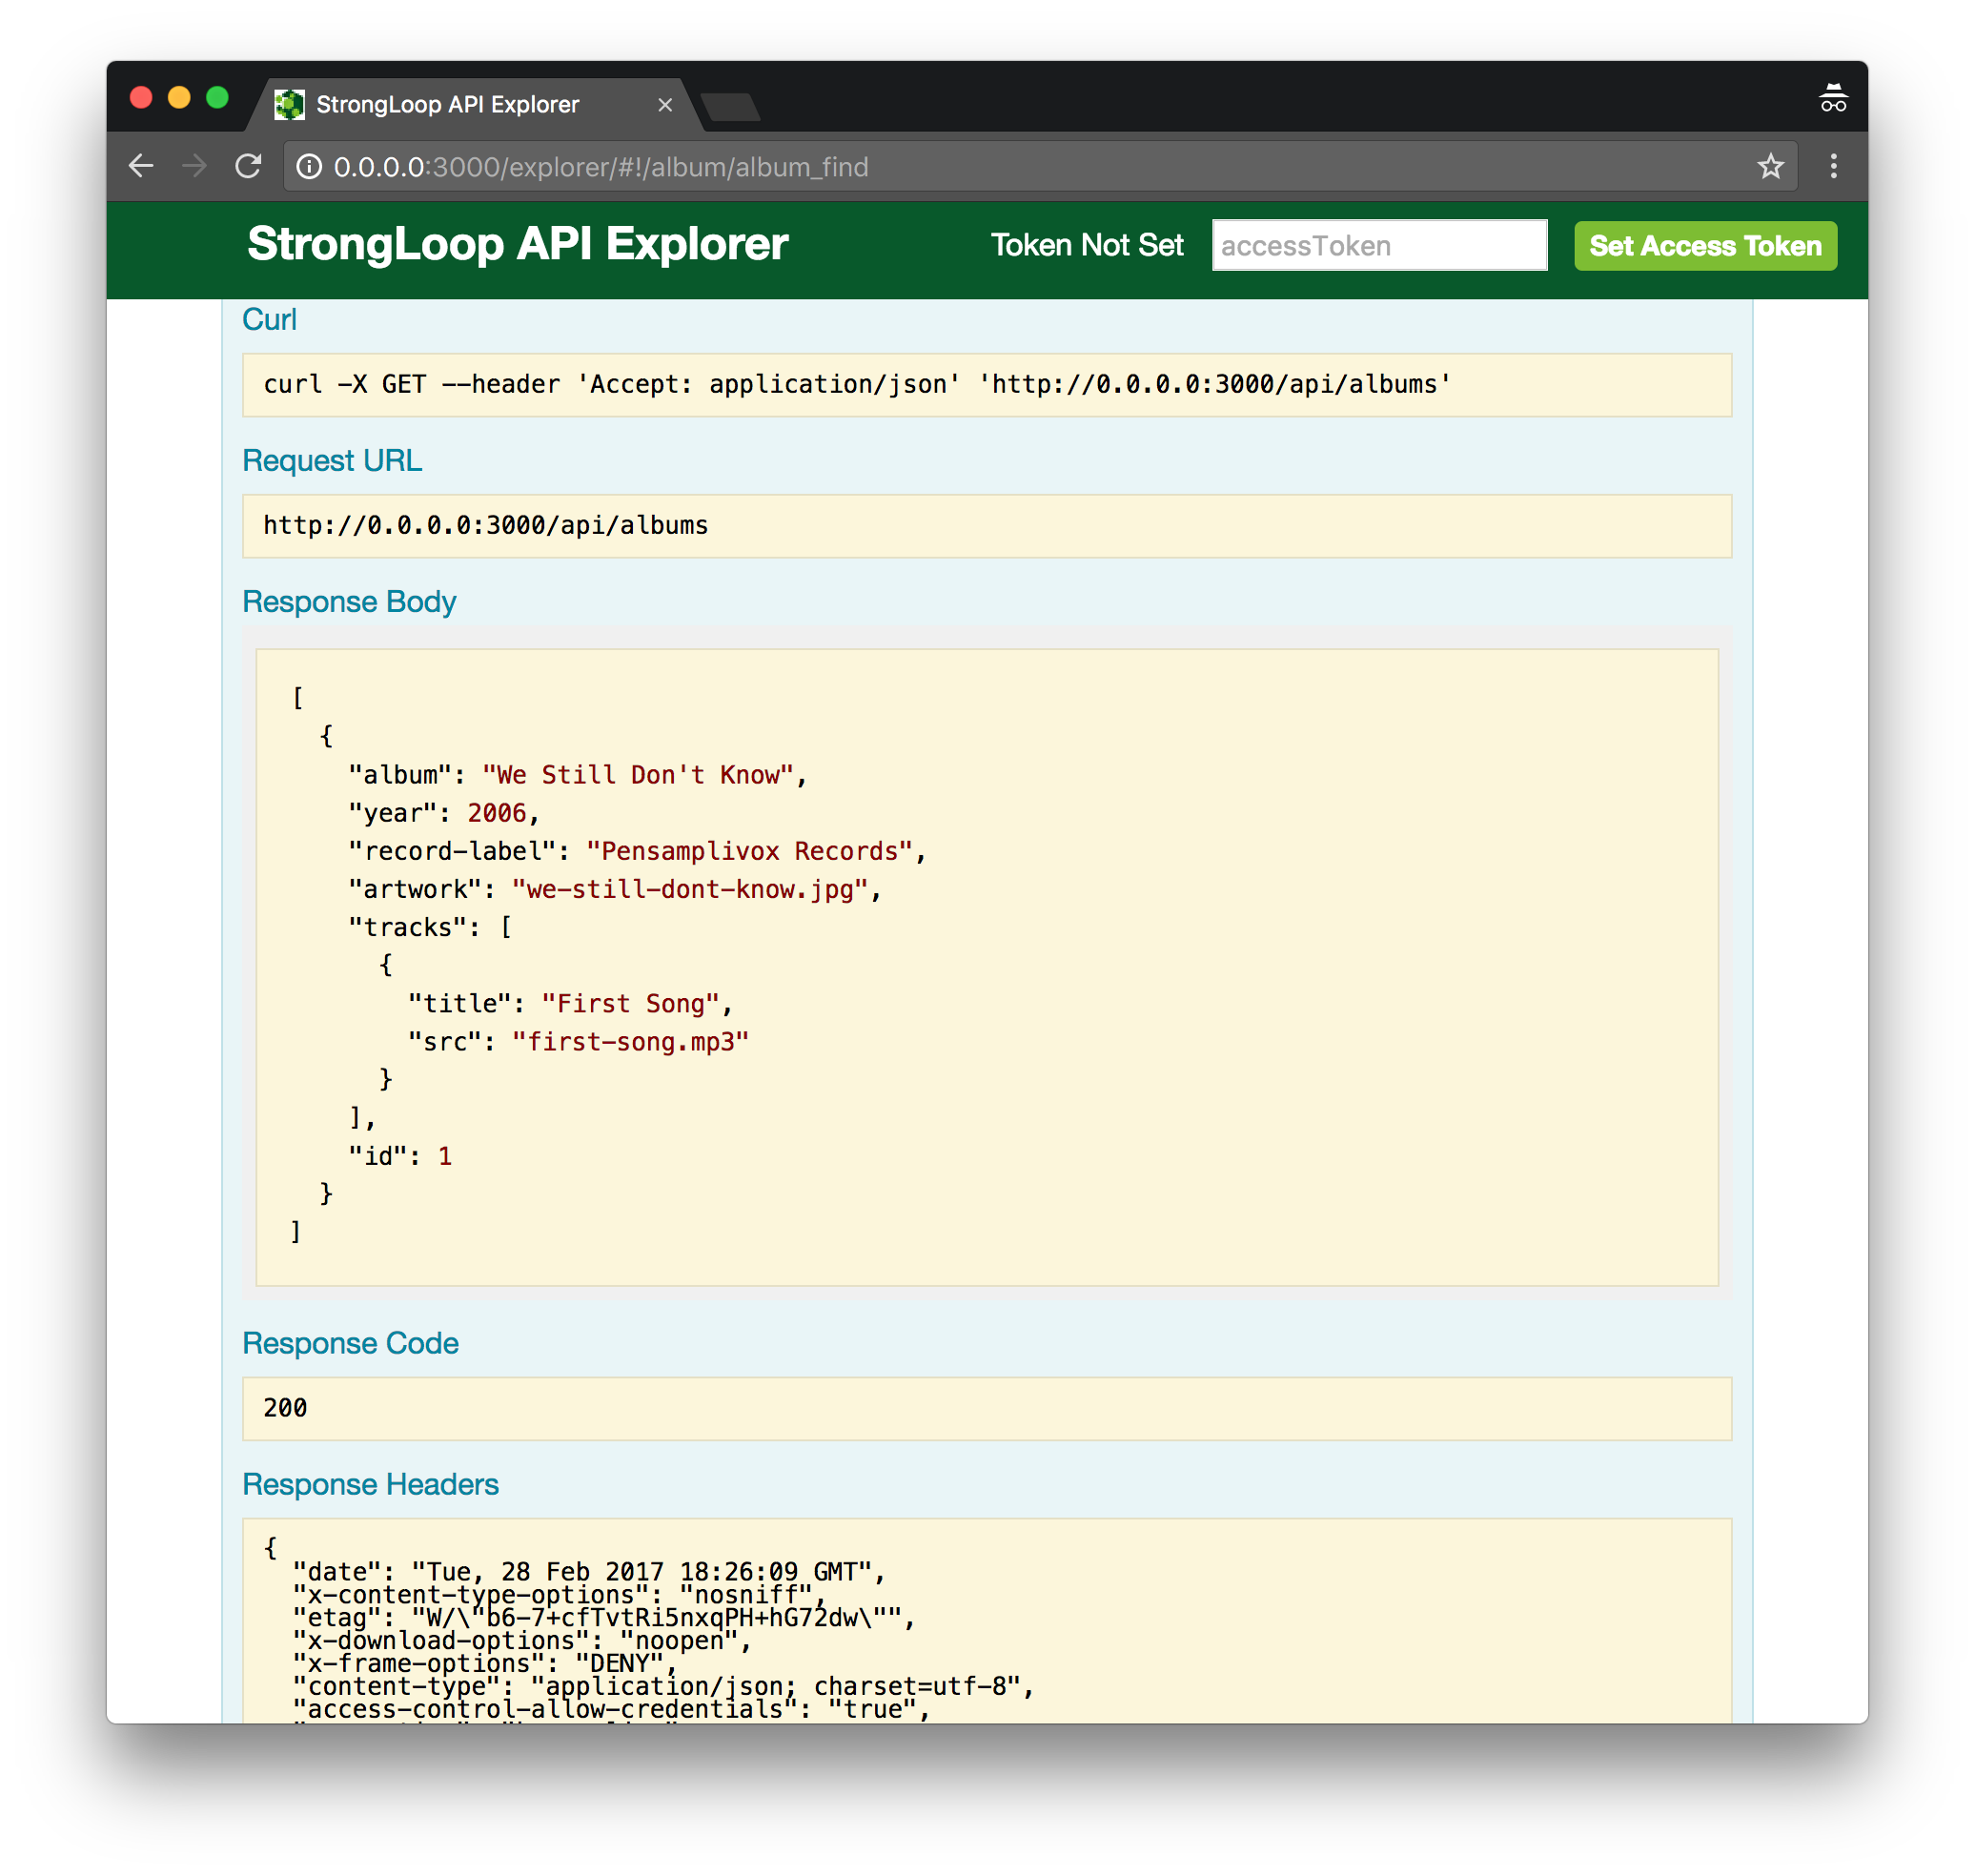 StrongLoop API Explorer
0.0.0.0:3000/explorer/#!/album/album_find
StrongLoop API Explorer
Token Not Set
accessToken
Set Access Token
Curl
curl -X GET --header 'Accept: application/json' 'http://0.0.0.0:3000/api/albums'
Request URL
http://0.0.0.0:3000/api/albums
Response Body
[
  {
    "album": "We Still Don't Know",
    "year": 2006,
    "record-label": "Pensamplivox Records",
    "artwork": "we-still-dont-know.jpg",
    "tracks": [
      {
        "title": "First Song",
        "src": "first-song.mp3"
      }
    ],
    "id": 1
  }
]
Response Code
200
Response Headers
{
  "date": "Tue, 28 Feb 2017 18:26:09 GMT",
  "x-content-type-options": "nosniff",
  "etag": "W/\"b6-7+cfTvtRi5nxqPH+hG72dw\"",
  "x-download-options": "noopen",
  "x-frame-options": "DENY",
  "content-type": "application/json; charset=utf-8",
  "access-control-allow-credentials": "true",